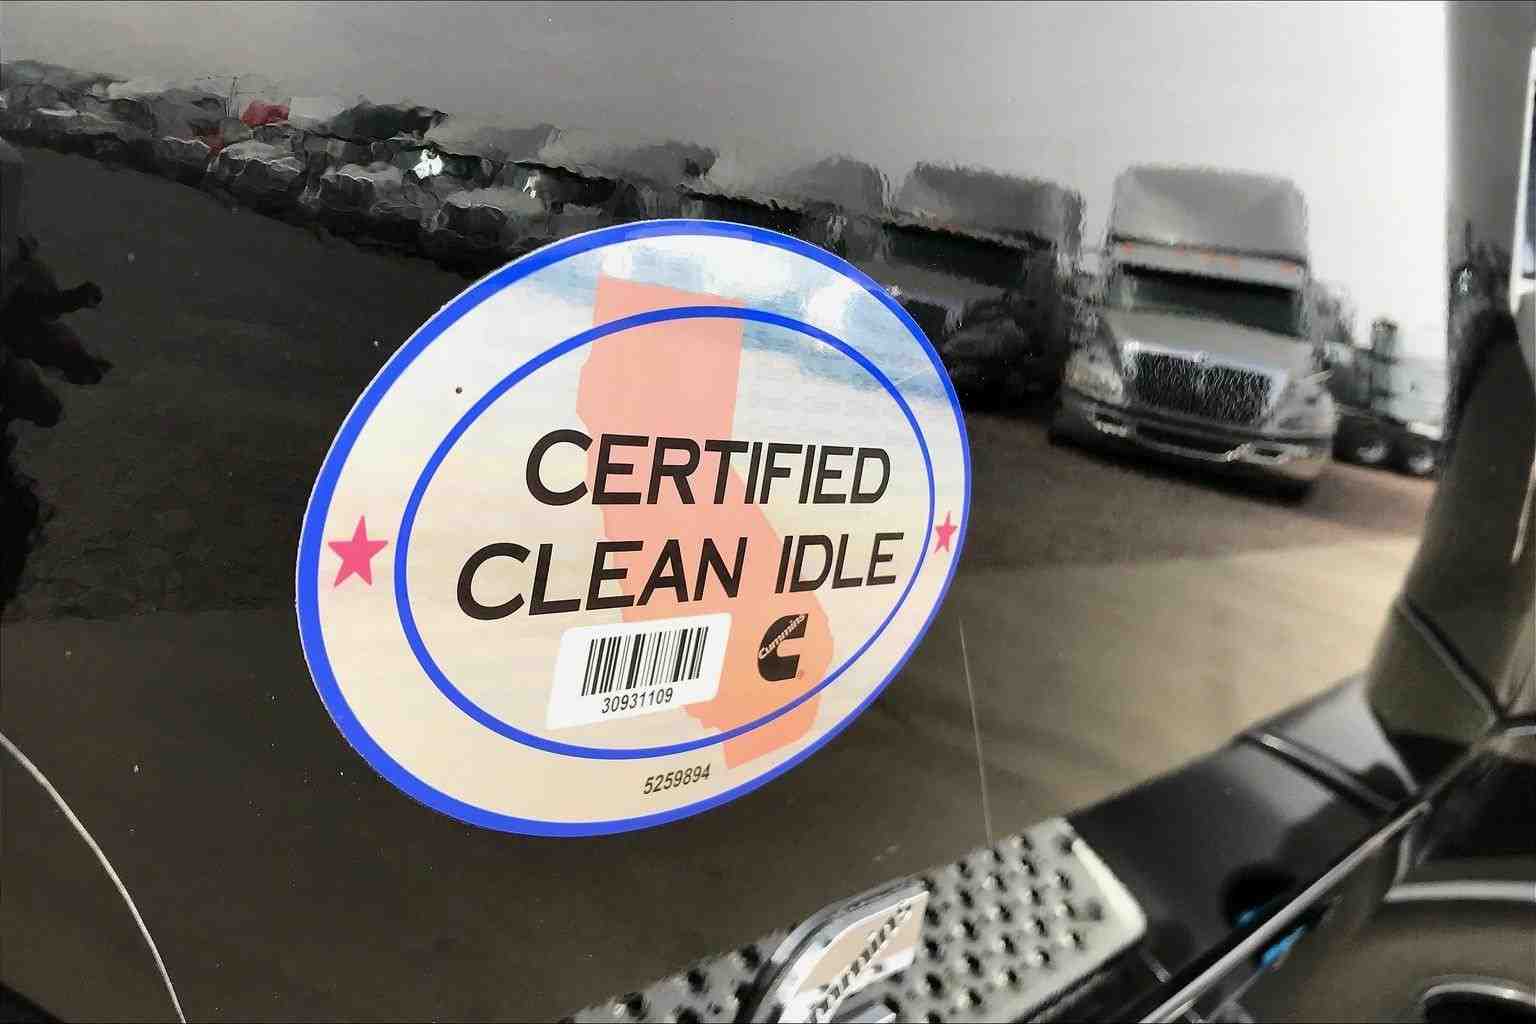 CERTIFIED
CLEAN IDLE
Cummins
30931109
5259894